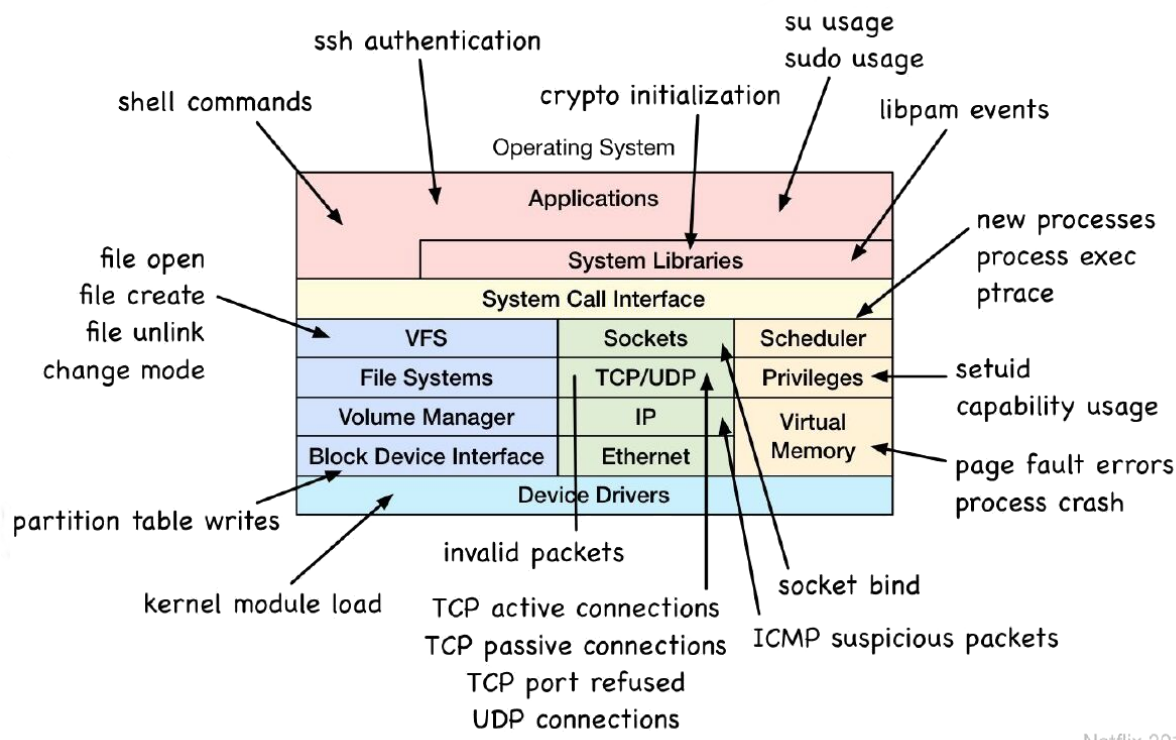 su usage
ssh authentication
sudo usage
crypto initialization
shell commands
libpam events
Operating System
Applications
new processes
process exec
ptrace
file open
file create
file unlink
change mode
System Libraries
System Call Interface
VFS
Sockets
Scheduler
File Systems
TCP/UDP
Privileges
setuid
capability usage
Volume Manager
IP
Virtual
Memory
Block Device Interface
Ethernet
page fault errors
process crash
Device Drivers
partition table writes
invalid packets
kernel module load
socket bind
TCP active connections
TCP passive connections
TCP port refused
UDP connections
ICMP suspicious packets